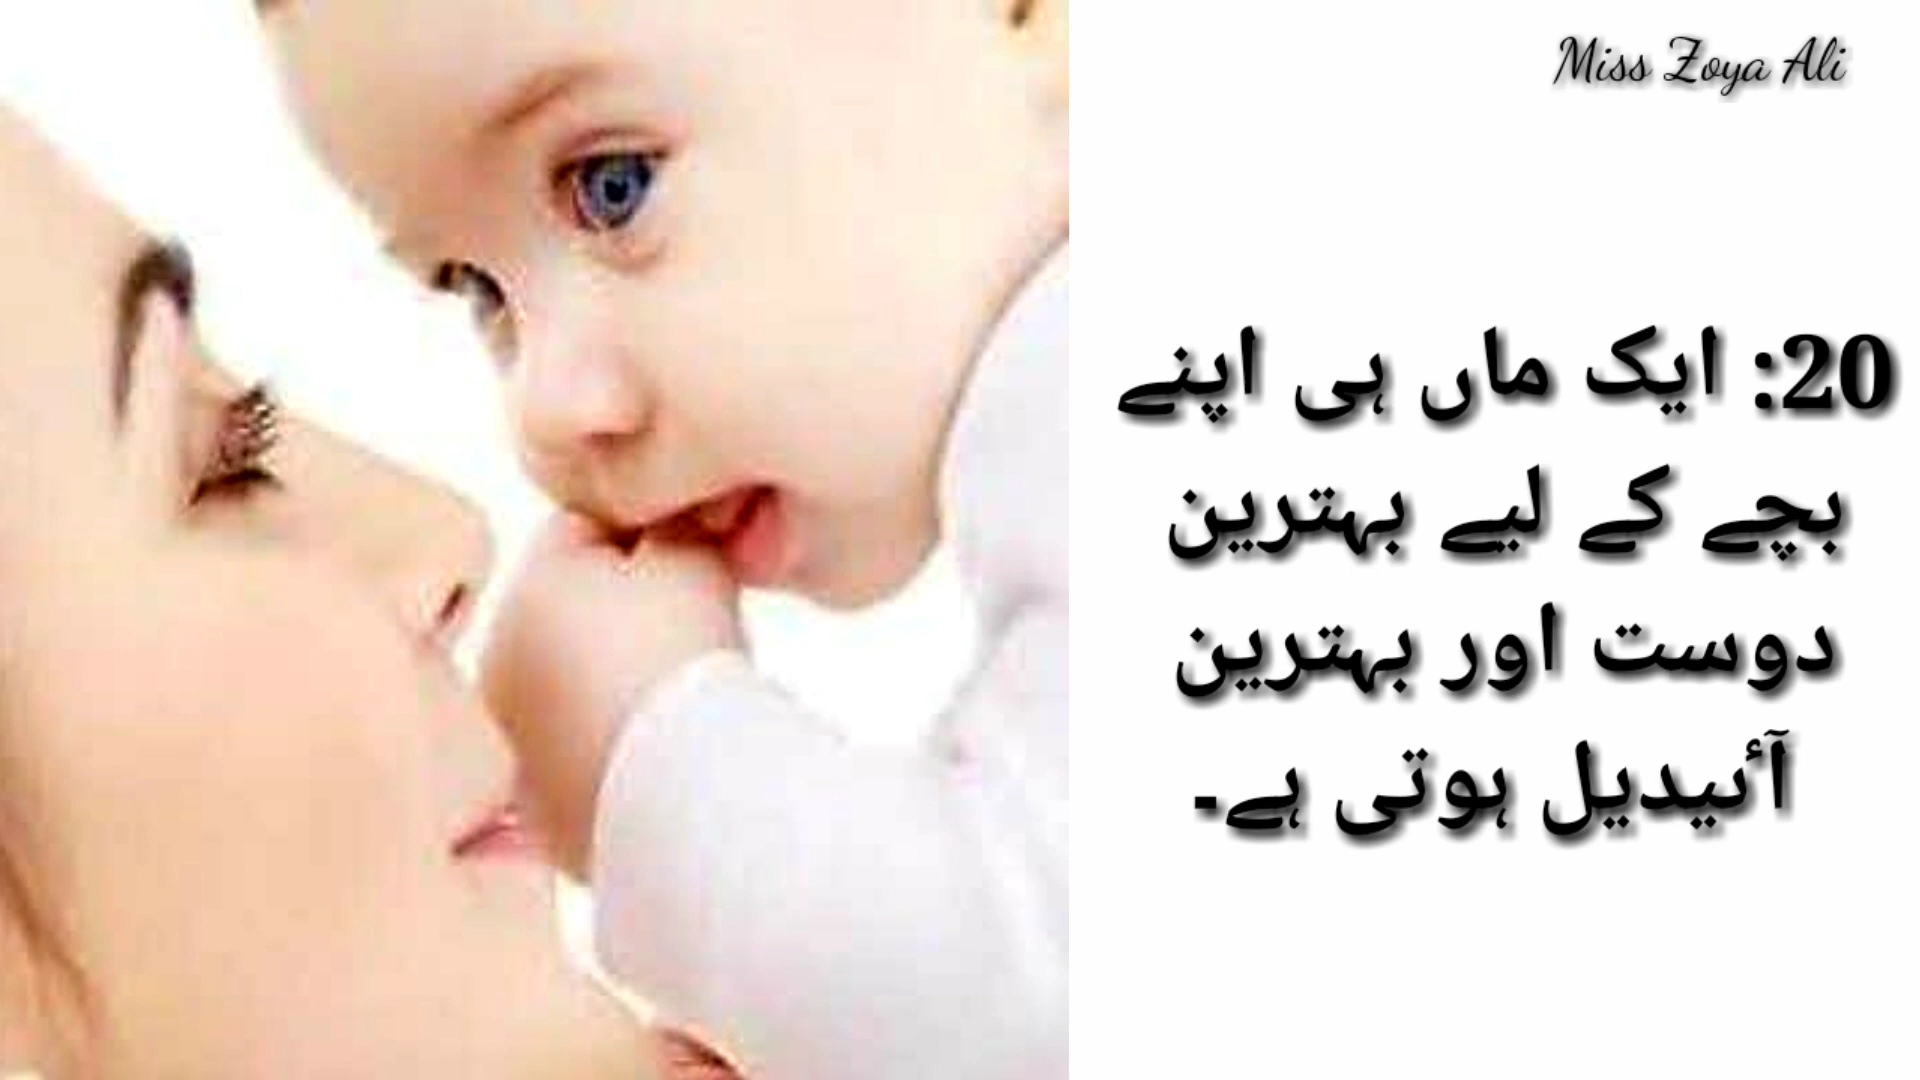 Miss Zoya Ali
20: ایک ماں ہی اپنے
بچے کے لیے بہترین
دوست اور بہترین
آئیدیل ہوتی ہے۔